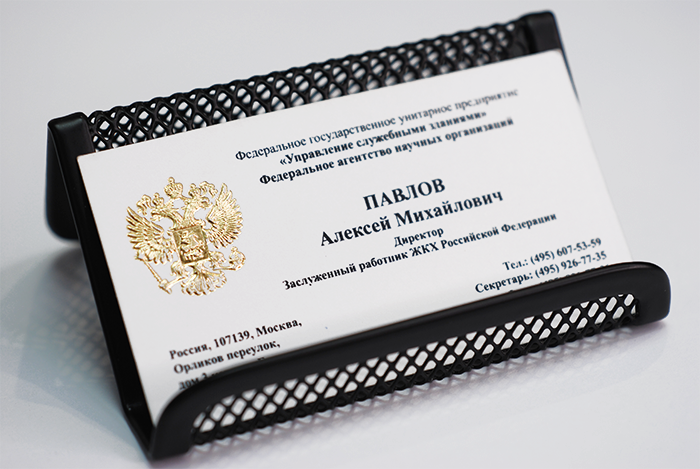 Федеральное государственное унитарное предприятие
«Управление служебными зданиями»
Федеральное агентство научных организаций
ПАВЛОВ
Алексей Михайлович
Директор
Заслуженный работник ЖКХ Российской Федерации
Тел.: (495) 607-53-59
Секретарь: (495) 926-77-35
Россия, 107139, Москва,
Орликов переулок,
дом